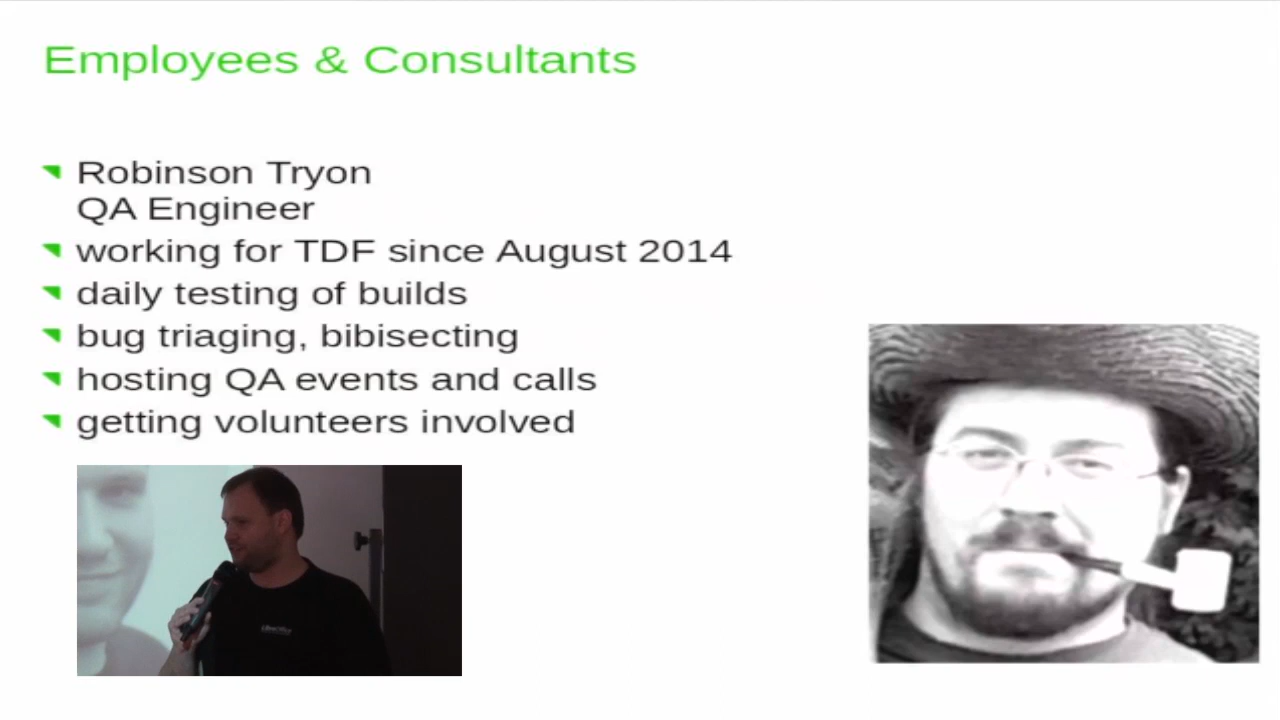 Employees & Consultants
Robinson Tryon
QA Engineer
working for TDF since August 2014
daily testing of builds
bug triaging, bibisecting
hosting QA events and calls
getting volunteers involved